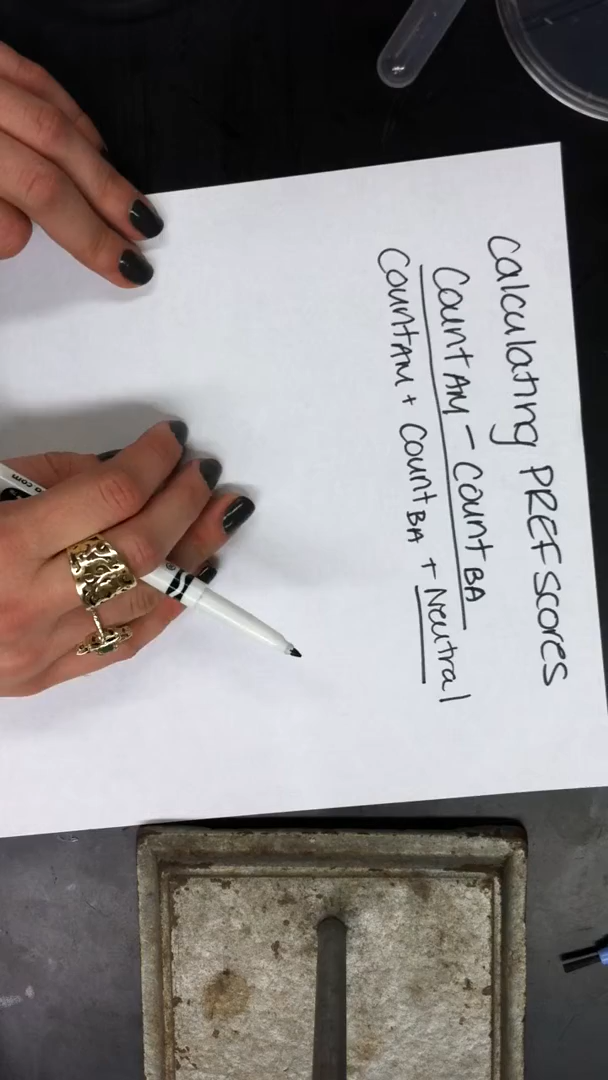 Calculating PREF scores
Count AM - Count BA
Count AM + Count BA + Neutral